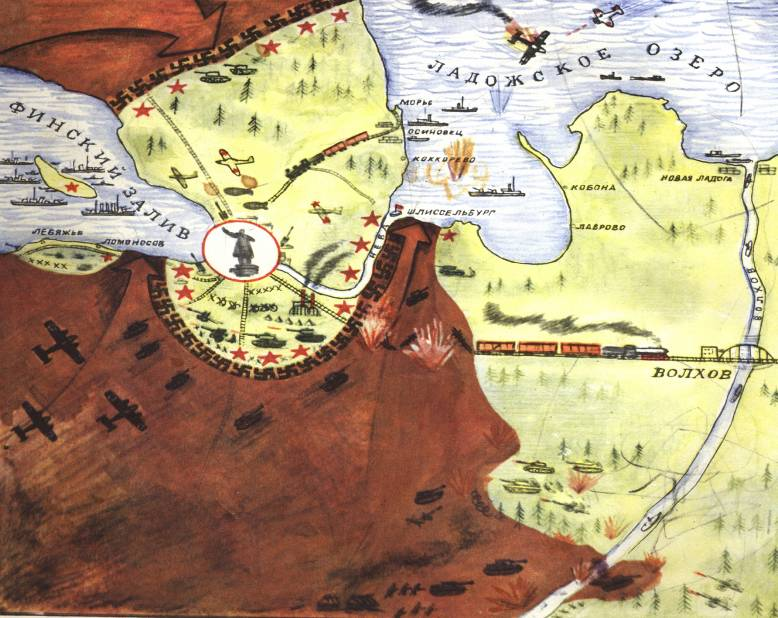 ЛАДОЖСКОЕ ОЗЕРО
ФИНСКИЙ ЗАЛИВ
МОРЬЕ
ОСИНОВЕЦ
КОККОРЕВО
НОВАЯ ЛАДОГА
КОБОНА
ШЛИССЕЛЬБУРГ
ЛАВРОВО
ЛЕБЯЖЬЕ
ЛОМОНОСОВ
НЕВА
ВОЛХОВ
ВОЛХОВ